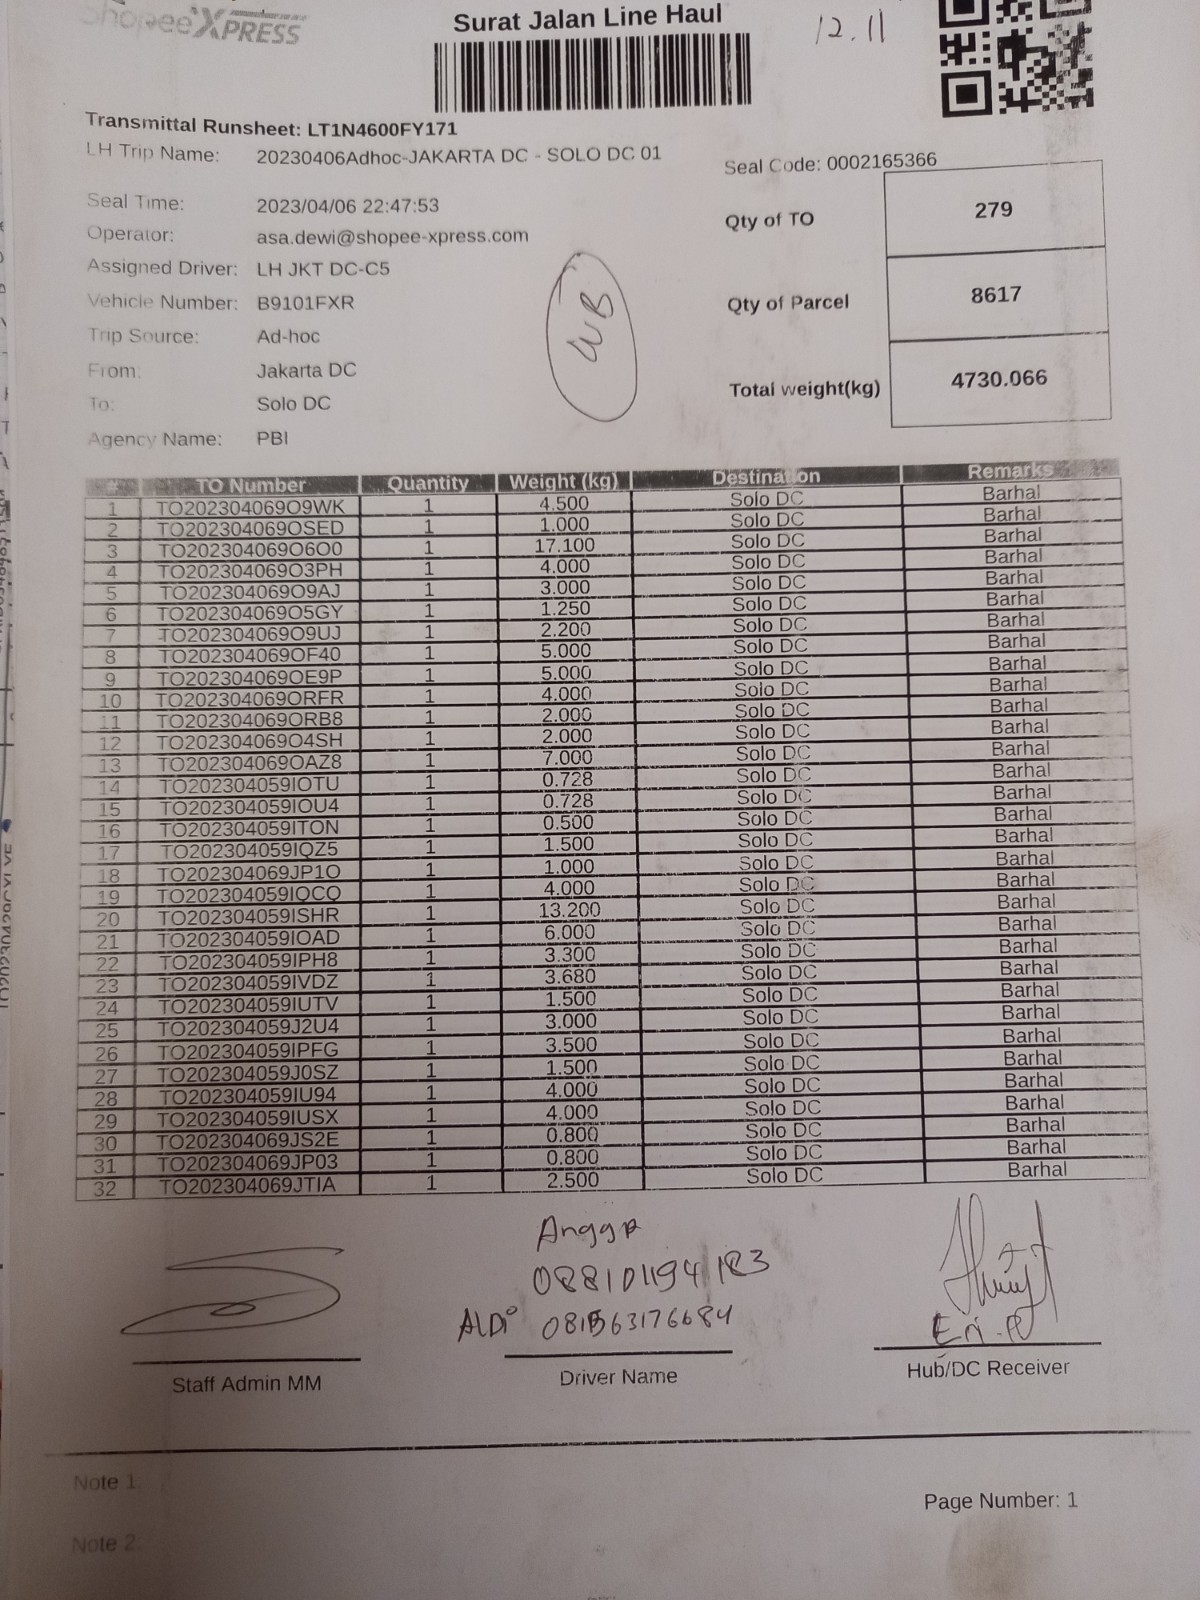 Shopee XPRESS
Surat Jalan Line Haul
12.11
Transmittal Runsheet: LT1N4600FY171
LH Trip Name: 20230406Adhoc-JAKARTA DC - SOLO DC 01
Seal Code: 0002165366
Seal Time: 2023/04/06 22:47:53
Qty of TO 279
Operator: asa.dewi@shopee-xpress.com
Assigned Driver: LH JKT DC-C5
Vehicle Number: B9101FXR
Qty of Parcel 8617
WB
Trip Source: Ad-hoc
From: Jakarta DC
Total weight(kg) 4730.066
To: Solo DC
Agency Name: PBI
# TO Number Quantity Weight (kg) Destination Remarks
1 TO202304069O9WK 1 4.500 Solo DC Barhal
2 TO202304069OSED 1 1.000 Solo DC Barhal
3 TO202304069O6O0 1 17.100 Solo DC Barhal
4 TO202304069O3PH 1 4.000 Solo DC Barhal
5 TO202304069O9AJ 1 3.000 Solo DC Barhal
6 TO202304069O5GY 1 1.250 Solo DC Barhal
7 TO202304069O9UJ 1 2.200 Solo DC Barhal
8 TO202304069OF40 1 5.000 Solo DC Barhal
9 TO202304069OE9P 1 5.000 Solo DC Barhal
10 TO202304069ORFR 1 4.000 Solo DC Barhal
11 TO202304069ORB8 1 2.000 Solo DC Barhal
12 TO202304069O4SH 1 2.000 Solo DC Barhal
13 TO202304069OAZ8 1 7.000 Solo DC Barhal
14 TO202304059IOTU 1 0.728 Solo DC Barhal
15 TO202304059IOU4 1 0.728 Solo DC Barhal
16 TO202304059ITON 1 0.500 Solo DC Barhal
17 TO202304059IQZ5 1 1.500 Solo DC Barhal
18 TO202304069JP1O 1 1.000 Solo DC Barhal
19 TO202304059IQCQ 1 4.000 Solo DC Barhal
20 TO202304059ISHR 1 13.200 Solo DC Barhal
21 TO202304059IOAD 1 6.000 Solo DC Barhal
22 TO202304059IPH8 1 3.300 Solo DC Barhal
23 TO202304059IVDZ 1 3.680 Solo DC Barhal
24 TO202304059IUTV 1 1.500 Solo DC Barhal
25 TO202304059J2U4 1 3.000 Solo DC Barhal
26 TO202304059IPFG 1 3.500 Solo DC Barhal
27 TO202304059J0SZ 1 1.500 Solo DC Barhal
28 TO202304059IU94 1 4.000 Solo DC Barhal
29 TO202304059IUSX 1 4.000 Solo DC Barhal
30 TO202304069JS2E 1 0.800 Solo DC Barhal
31 TO202304069JP03 1 0.800 Solo DC Barhal
32 TO202304069JTIA 1 2.500 Solo DC Barhal
Angga
ALDi
Staff Admin MM
Driver Name
Hub/DC Receiver
Note 1:
Page Number: 1
Note 2: